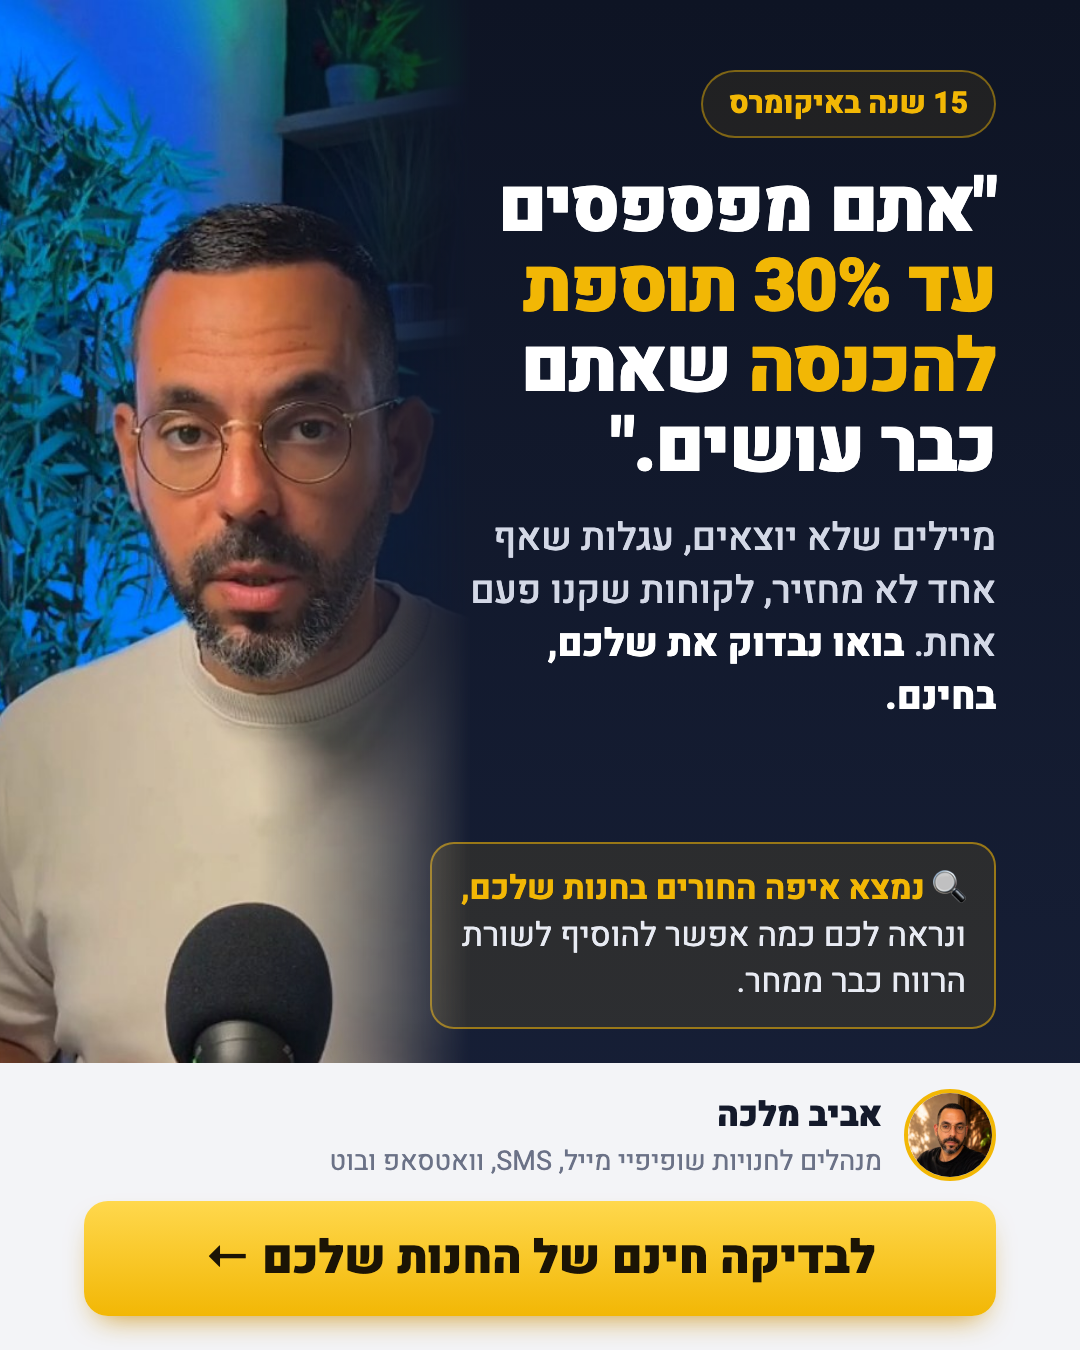 15 שנה באיקומרס
"אתם מפספסים
עד 30% תוספת
להכנסה שאתם
כבר עושים."
מיילים שלא יוצאים, עגלות שאף
אחד לא מחזיר, לקוחות שקנו פעם
אחת. בואו נבדוק את שלכם,
בחינם.
🔍 נמצא איפה החורים בחנות שלכם,
ונראה לכם כמה אפשר להוסיף לשורת
הרווח כבר ממחר.
אביב מלכה
מנהלים לחנויות שופיפיי מייל, SMS, וואטסאפ ובוט
לבדיקה חינם של החנות שלכם ←